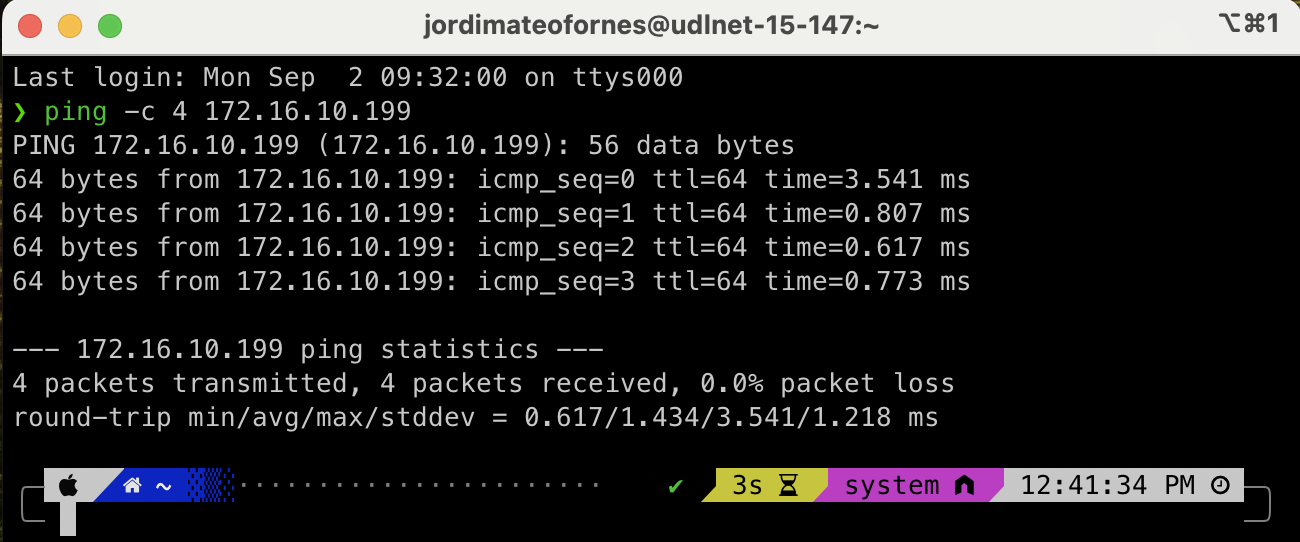 jordimateofornes@udlnet-15-147:~ ⌥⌘1
Last login: Mon Sep  2 09:32:00 on ttys000
❯ ping -c 4 172.16.10.199
PING 172.16.10.199 (172.16.10.199): 56 data bytes
64 bytes from 172.16.10.199: icmp_seq=0 ttl=64 time=3.541 ms
64 bytes from 172.16.10.199: icmp_seq=1 ttl=64 time=0.807 ms
64 bytes from 172.16.10.199: icmp_seq=2 ttl=64 time=0.617 ms
64 bytes from 172.16.10.199: icmp_seq=3 ttl=64 time=0.773 ms
--- 172.16.10.199 ping statistics ---
4 packets transmitted, 4 packets received, 0.0% packet loss
round-trip min/avg/max/stddev = 0.617/1.434/3.541/1.218 ms
~ ✔ 3s system 12:41:34 PM